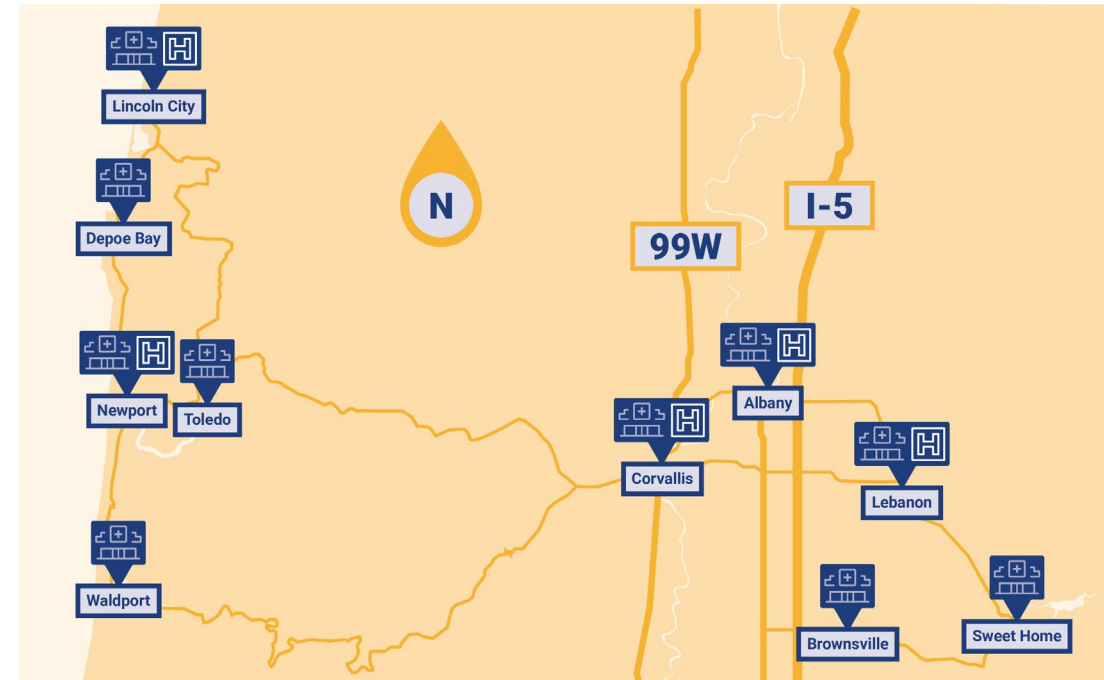 H
Lincoln City
Depoe Bay
N
99W
I-5
H
Newport
Toledo
H
Albany
H
Corvallis
H
Lebanon
Waldport
Brownsville
Sweet Home